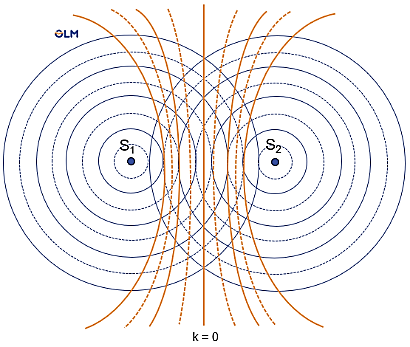 OLM
S1
S2
k = 0